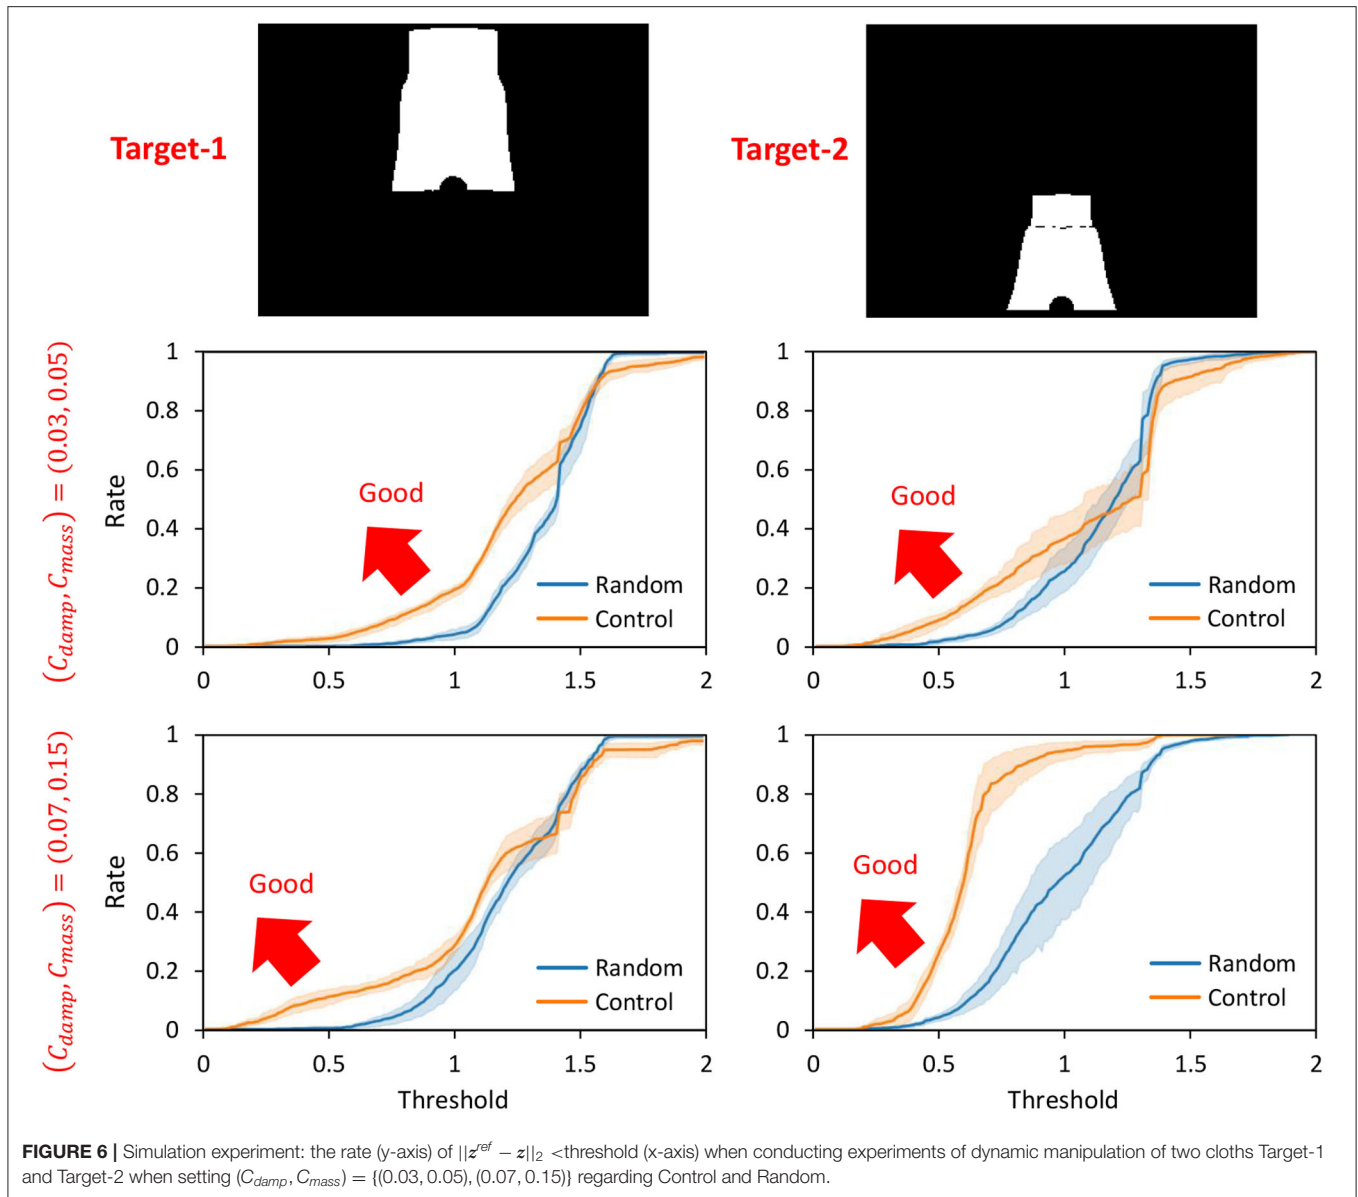 Target-1
Target-2
(C_damp, C_mass) = (0.03, 0.05)
Rate
1
0.8
0.6
0.4
0.2
0
Good
Random
Control
0 0.5 1 1.5 2
1
0.8
0.6
0.4
0.2
0
Good
Random
Control
0 0.5 1 1.5 2
(C_damp, C_mass) = (0.07, 0.15)
Rate
1
0.8
0.6
0.4
0.2
0
Good
Random
Control
0 0.5 1 1.5 2
Threshold
1
0.8
0.6
0.4
0.2
0
Good
Random
Control
0 0.5 1 1.5 2
Threshold
FIGURE 6 | Simulation experiment: the rate (y-axis) of ||z^ref − z||₂ <threshold (x-axis) when conducting experiments of dynamic manipulation of two cloths Target-1
and Target-2 when setting (C_damp, C_mass) = {(0.03, 0.05), (0.07, 0.15)} regarding Control and Random.